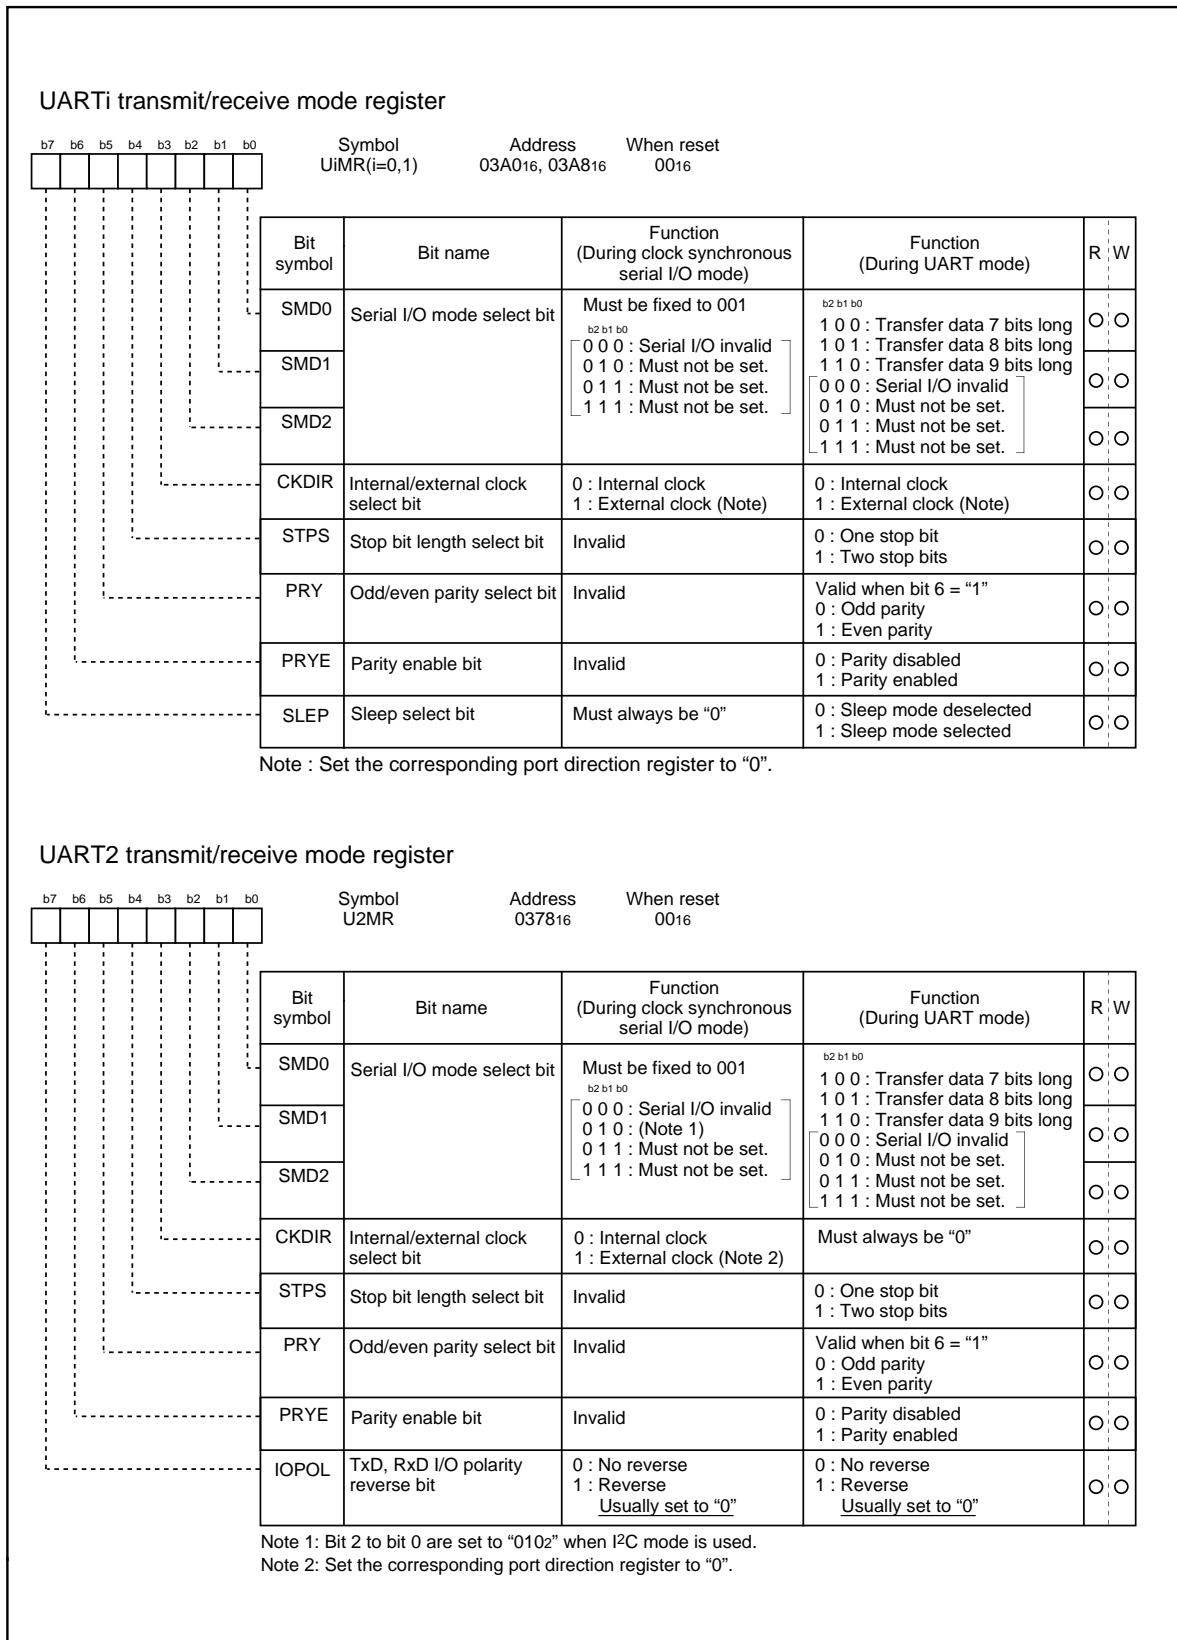 UARTi transmit/receive mode register
b7 b6 b5 b4 b3 b2 b1 b0
Symbol Address When reset
UiMR(i=0,1) 03A016, 03A816 0016
Bit symbol Bit name Function (During clock synchronous serial I/O mode) Function (During UART mode) R W
SMD0 Serial I/O mode select bit Must be fixed to 001
b2 b1 b0
0 0 0 : Serial I/O invalid
0 1 0 : Must not be set.
0 1 1 : Must not be set.
1 1 1 : Must not be set.
b2 b1 b0
1 0 0 : Transfer data 7 bits long
1 0 1 : Transfer data 8 bits long
1 1 0 : Transfer data 9 bits long
0 0 0 : Serial I/O invalid
0 1 0 : Must not be set.
0 1 1 : Must not be set.
1 1 1 : Must not be set.
SMD1
SMD2
CKDIR Internal/external clock select bit
0 : Internal clock
1 : External clock (Note)
0 : Internal clock
1 : External clock (Note)
STPS Stop bit length select bit Invalid
0 : One stop bit
1 : Two stop bits
PRY Odd/even parity select bit Invalid
Valid when bit 6 = “1”
0 : Odd parity
1 : Even parity
PRYE Parity enable bit Invalid
0 : Parity disabled
1 : Parity enabled
SLEP Sleep select bit Must always be “0”
0 : Sleep mode deselected
1 : Sleep mode selected
Note : Set the corresponding port direction register to “0”.
UART2 transmit/receive mode register
b7 b6 b5 b4 b3 b2 b1 b0
Symbol Address When reset
U2MR 037816 0016
Bit symbol Bit name Function (During clock synchronous serial I/O mode) Function (During UART mode) R W
SMD0 Serial I/O mode select bit Must be fixed to 001
b2 b1 b0
0 0 0 : Serial I/O invalid
0 1 0 : (Note 1)
0 1 1 : Must not be set.
1 1 1 : Must not be set.
b2 b1 b0
1 0 0 : Transfer data 7 bits long
1 0 1 : Transfer data 8 bits long
1 1 0 : Transfer data 9 bits long
0 0 0 : Serial I/O invalid
0 1 0 : Must not be set.
0 1 1 : Must not be set.
1 1 1 : Must not be set.
SMD1
SMD2
CKDIR Internal/external clock select bit
0 : Internal clock
1 : External clock (Note 2)
Must always be “0”
STPS Stop bit length select bit Invalid
0 : One stop bit
1 : Two stop bits
PRY Odd/even parity select bit Invalid
Valid when bit 6 = “1”
0 : Odd parity
1 : Even parity
PRYE Parity enable bit Invalid
0 : Parity disabled
1 : Parity enabled
IOPOL TxD, RxD I/O polarity reverse bit
0 : No reverse
1 : Reverse
Usually set to “0”
0 : No reverse
1 : Reverse
Usually set to “0”
Note 1: Bit 2 to bit 0 are set to “0102” when I2C mode is used.
Note 2: Set the corresponding port direction register to “0”.